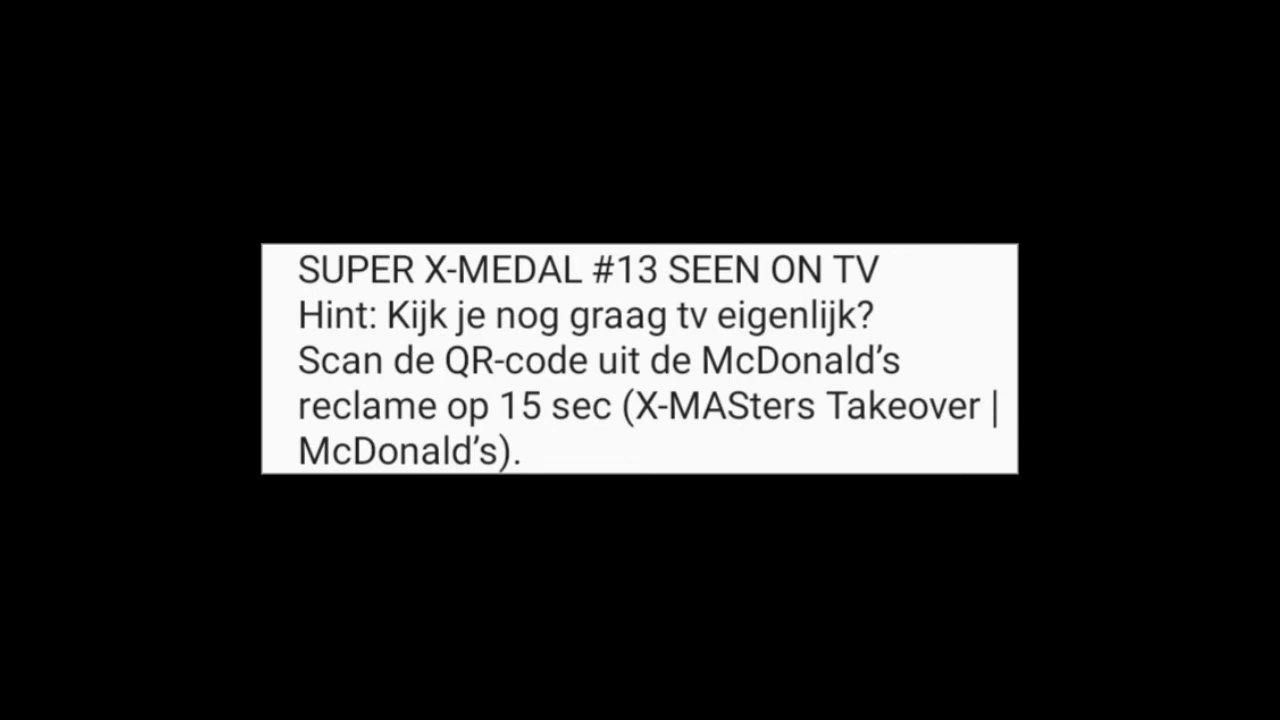 SUPER X-MEDAL #13 SEEN ON TV
Hint: Kijk je nog graag tv eigenlijk?
Scan de QR-code uit de McDonald’s
reclame op 15 sec (X-MASters Takeover |
McDonald’s).